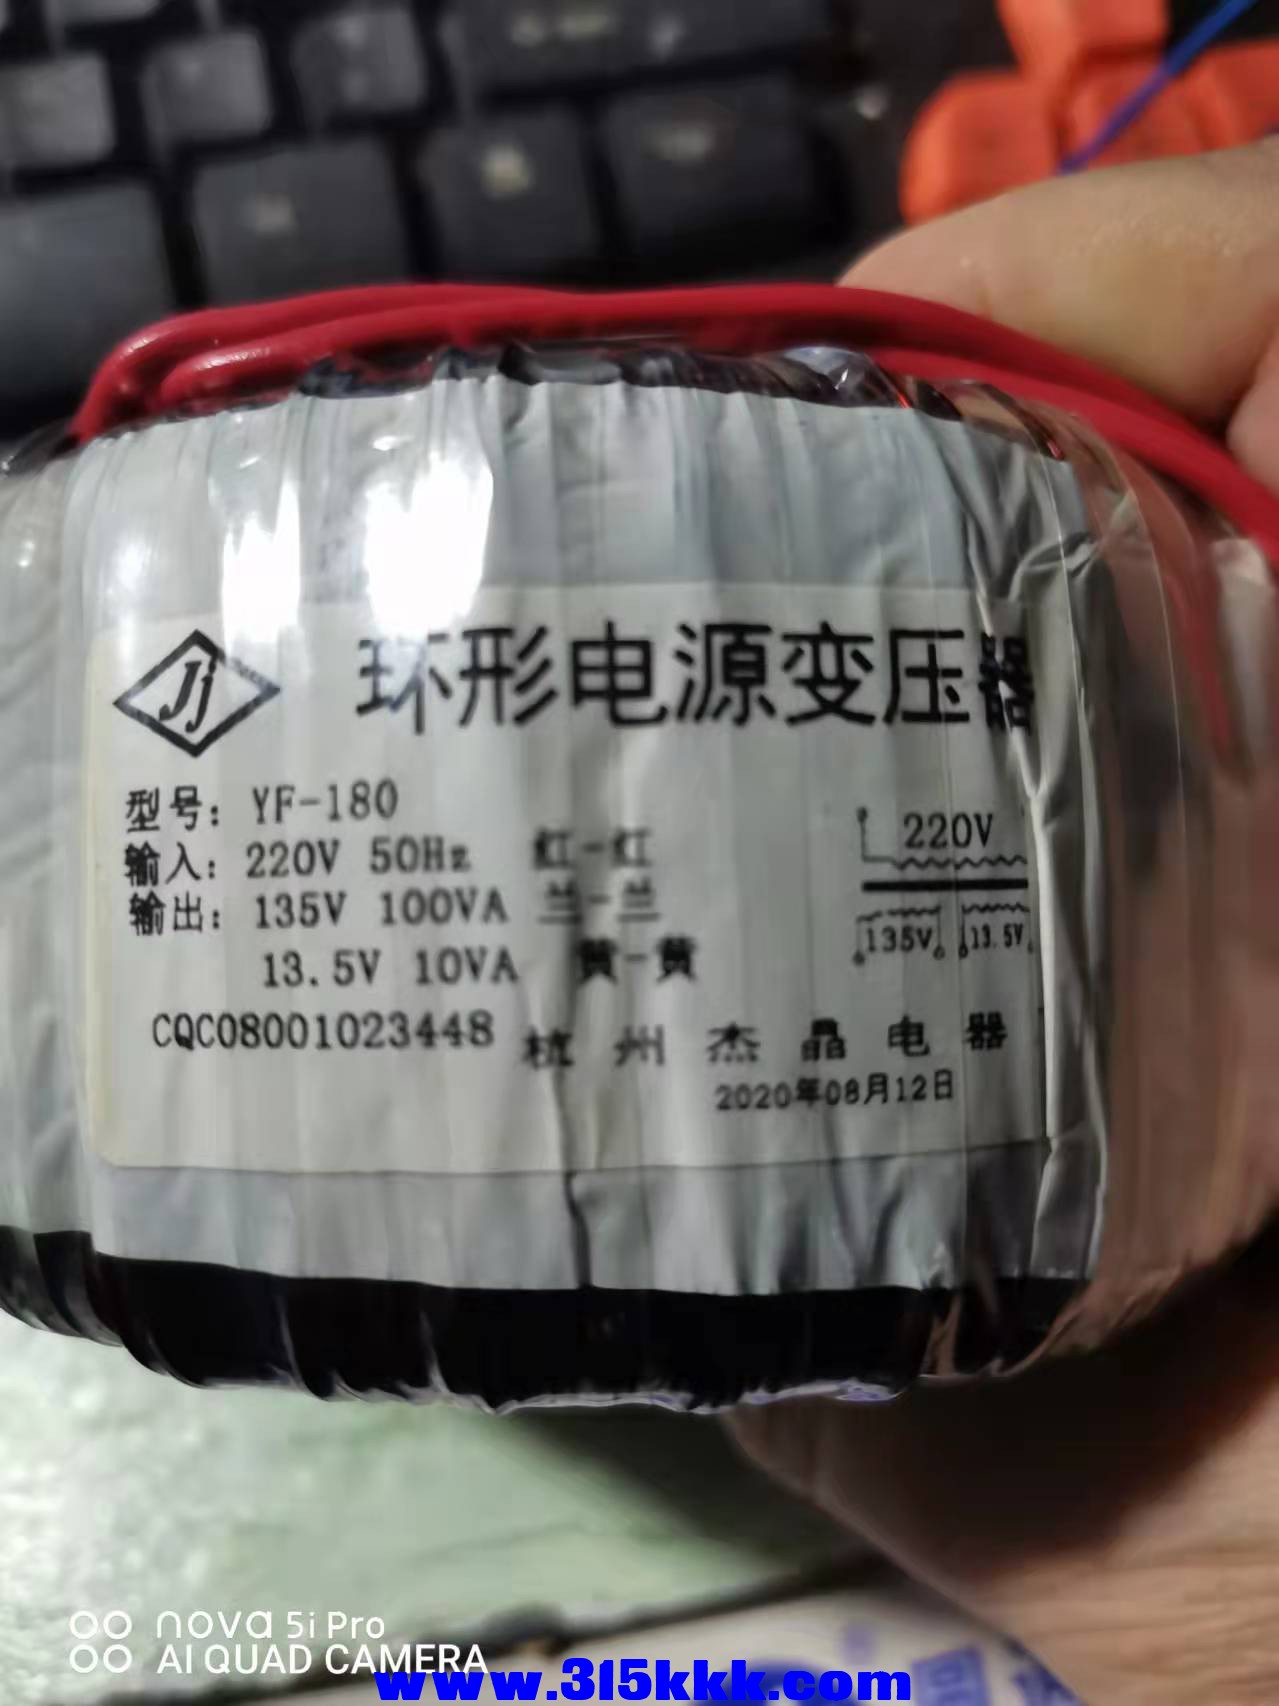 Jj 环形电源变压器
型号: YF-180
输入: 220V 50Hz 红-红
输出: 135V 100VA 兰-兰
13.5V 10VA 黄-黄
220V
135V 13.5V
CQC08001023448 杭州杰晶电器
2020年08月12日
nova 5i Pro
AI QUAD CAMERA
www.315kkk.com